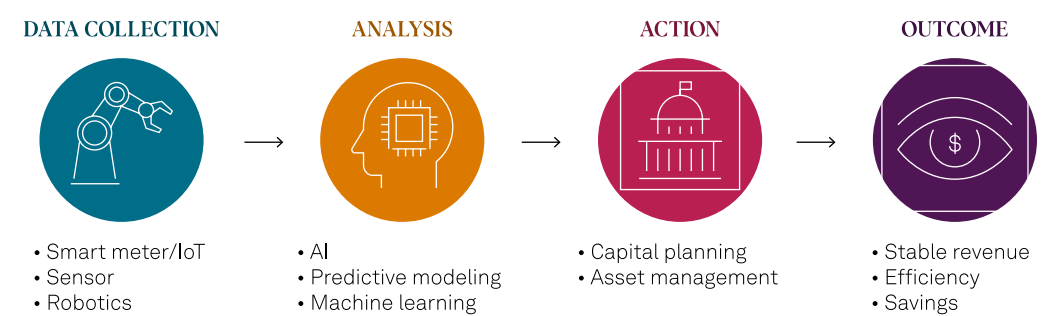 DATA COLLECTION
• Smart meter/IoT
• Sensor
• Robotics
ANALYSIS
• AI
• Predictive modeling
• Machine learning
ACTION
• Capital planning
• Asset management
OUTCOME
$
• Stable revenue
• Efficiency
• Savings